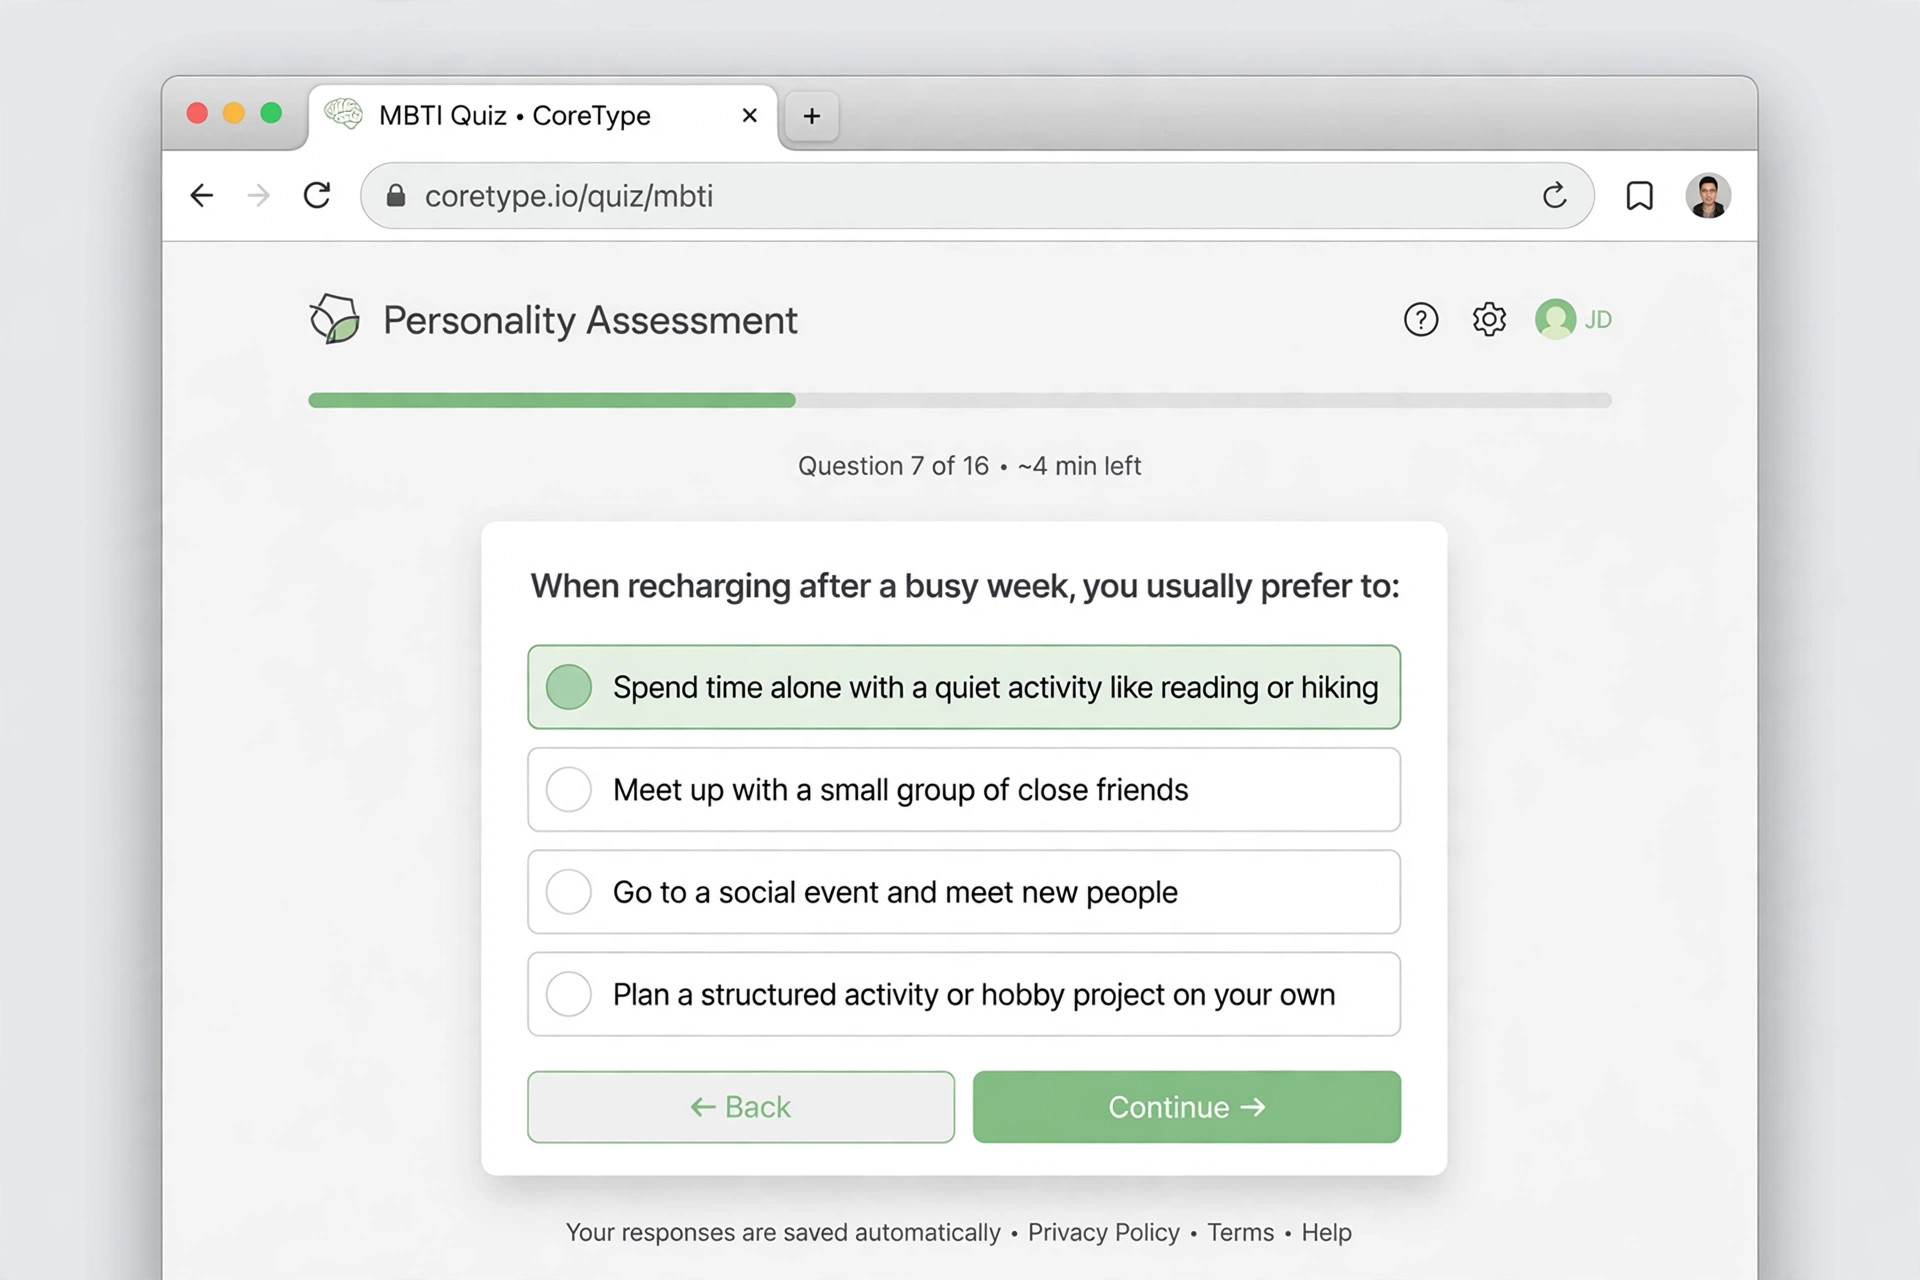 MBTI Quiz • CoreType
coretype.io/quiz/mbti
Personality Assessment
JD
Question 7 of 16 • ~4 min left
When recharging after a busy week, you usually prefer to:
Spend time alone with a quiet activity like reading or hiking
Meet up with a small group of close friends
Go to a social event and meet new people
Plan a structured activity or hobby project on your own
← Back
Continue →
Your responses are saved automatically • Privacy Policy • Terms • Help